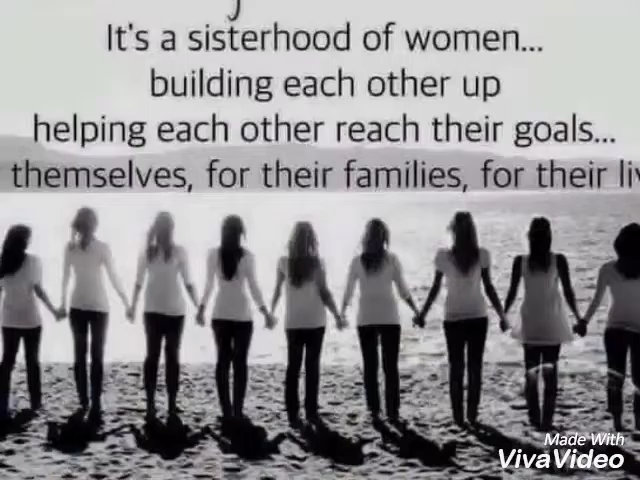 It's a sisterhood of women...
building each other up
helping each other reach their goals...
themselves, for their families, for their
Made With
VivaVideo